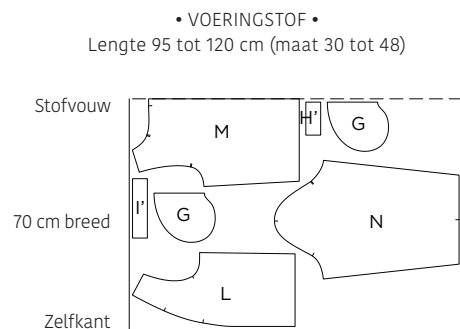 • VOERINGSTOF •
Lengte 95 tot 120 cm (maat 30 tot 48)
Stofvouw
M
H'
G
I'
G
70 cm breed
N
L
Zelfkant